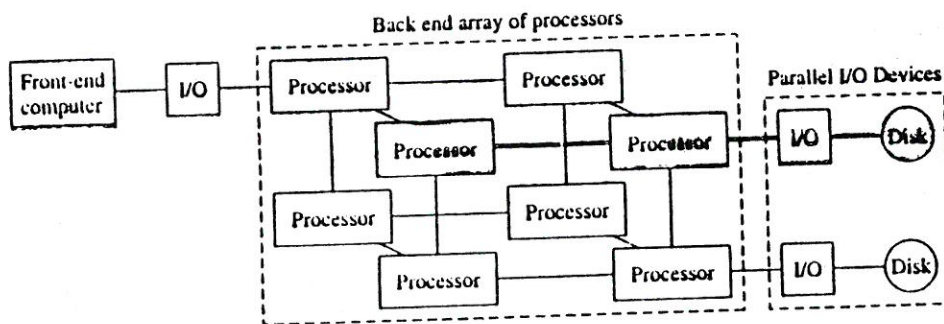 Back end array of processors
Front-end
computer
I/O
Processor
Processor
Parallel I/O Devices
Processor
Processor
I/O
Disk
Processor
Processor
Processor
Processor
I/O
Disk